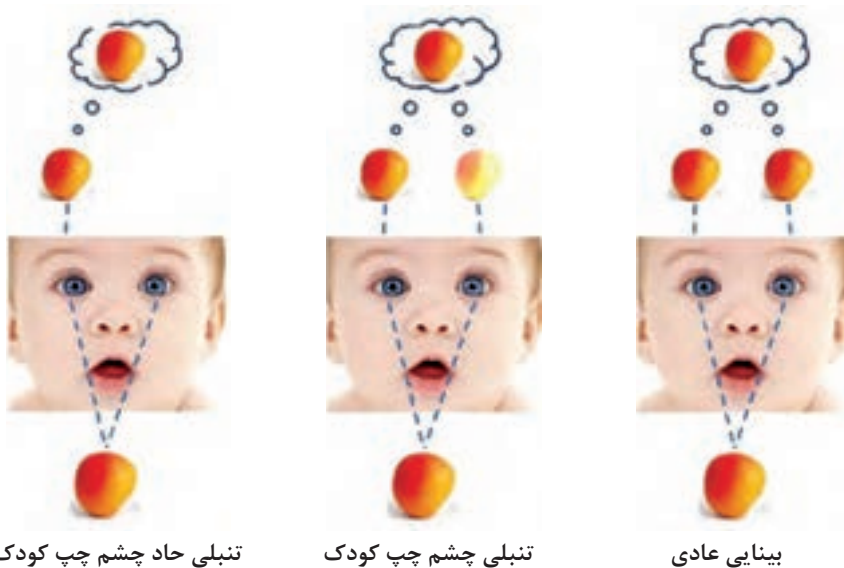 بینایی عادی
تنبلی چشم چپ کودک
تنبلی حاد چشم چپ کودک